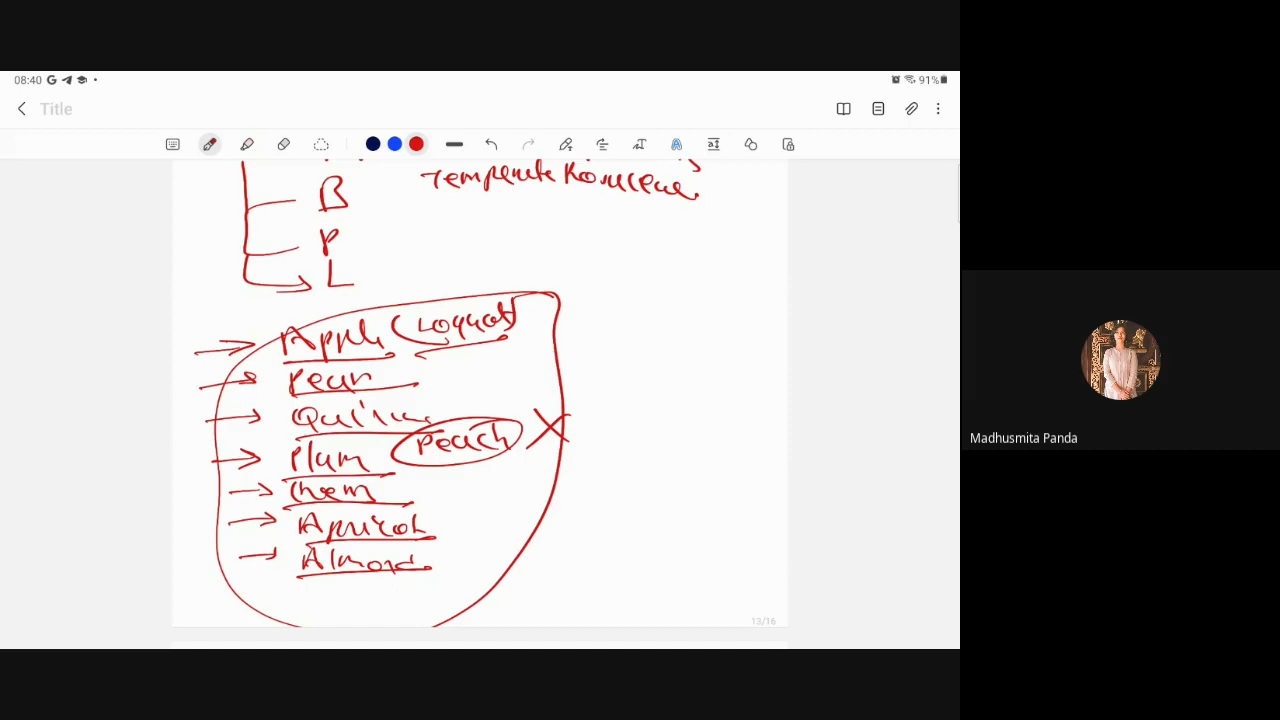 08:40 91%
Title
Temperate Rosaceae
B
P
L
Apple (Loquat)
Pear
Quince
Plum Peach X
Cherry
Apricot
Almond
13/16
Madhusmita Panda